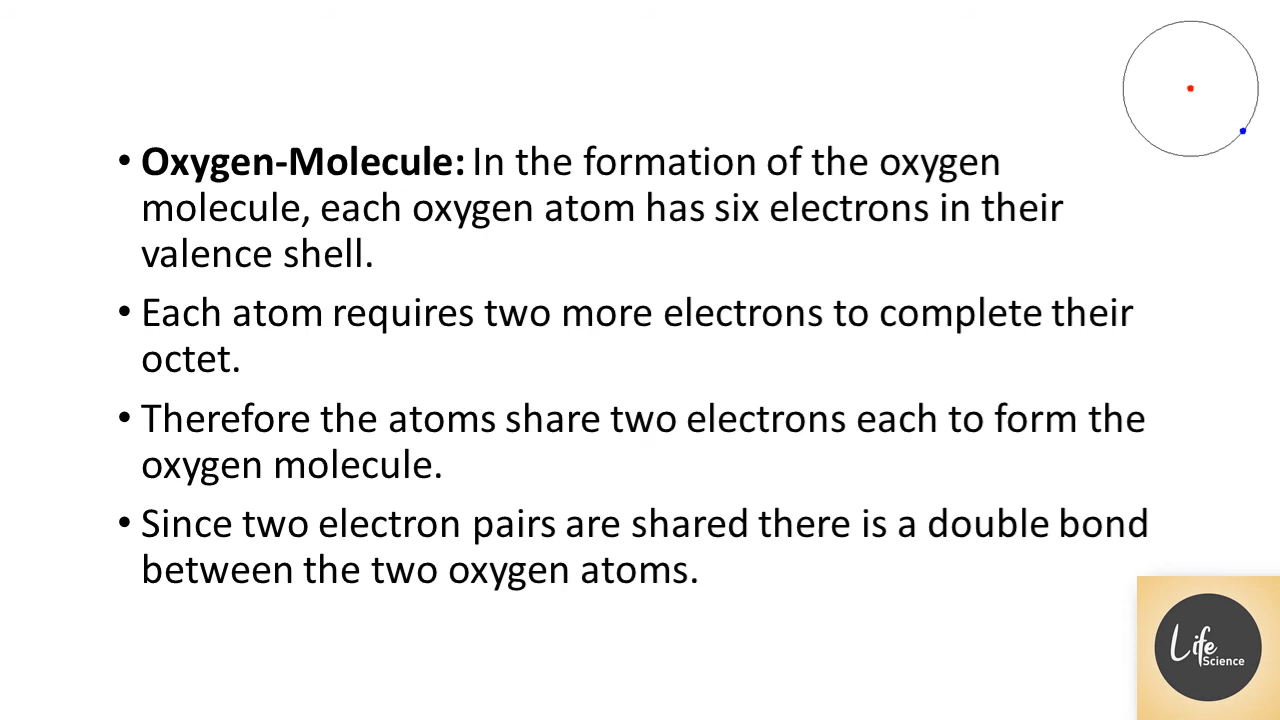 • Oxygen-Molecule: In the formation of the oxygen
molecule, each oxygen atom has six electrons in their
valence shell.
• Each atom requires two more electrons to complete their
octet.
• Therefore the atoms share two electrons each to form the
oxygen molecule.
• Since two electron pairs are shared there is a double bond
between the two oxygen atoms.
Life
Science